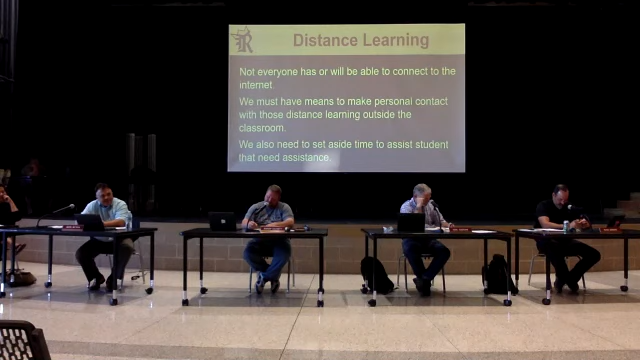 R
Distance Learning
Not everyone has or will be able to connect to the
internet
We must have means to make personal contact
with those distance learning outside the
classroom.
We also need to set aside time to assist student
that need assistance.